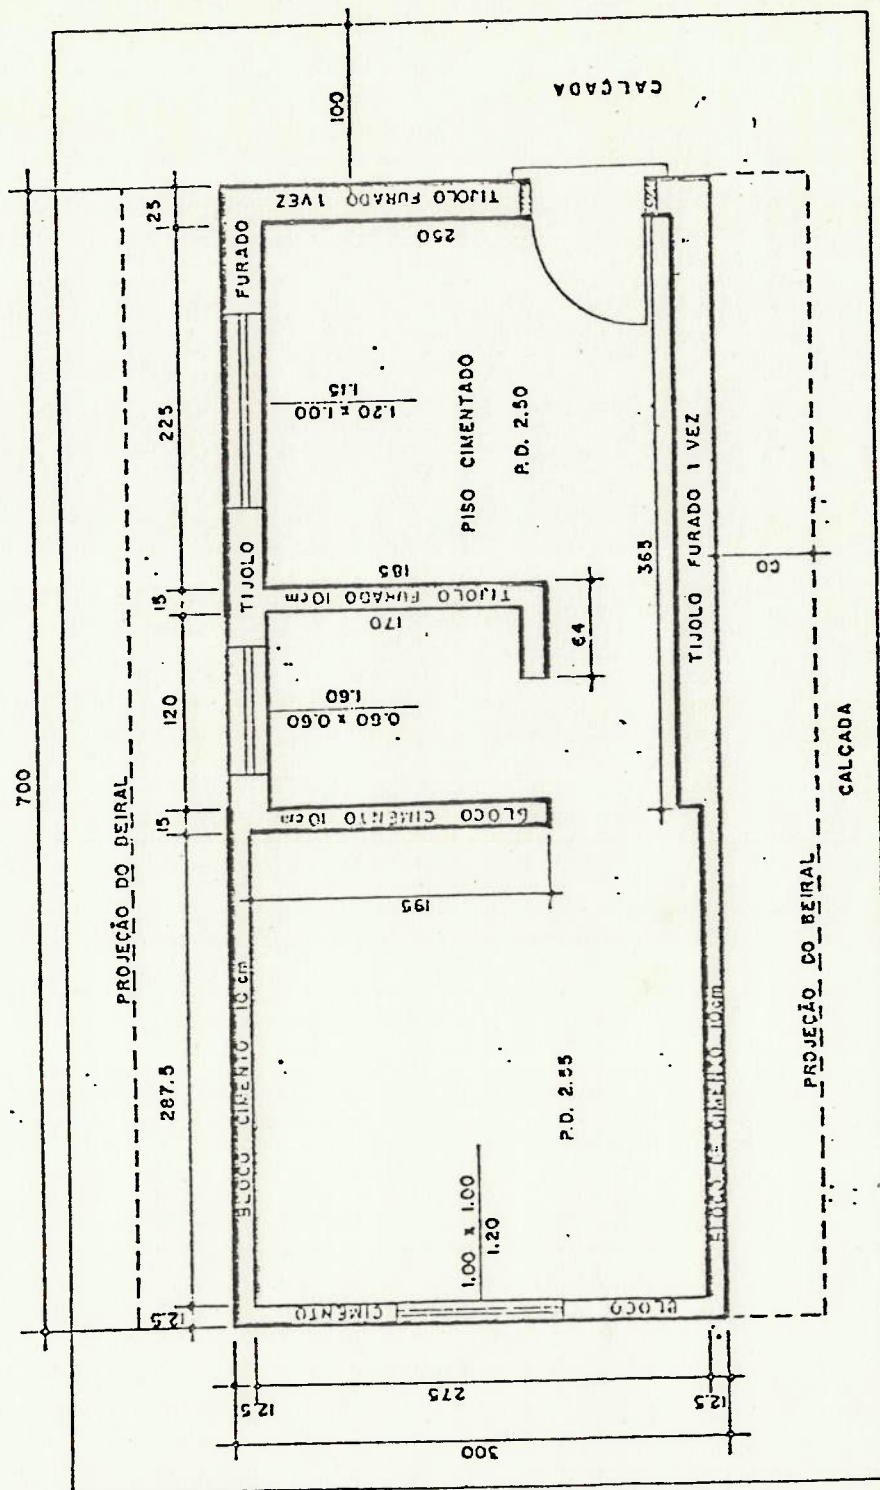 700
PROJEÇÃO DO BEIRAL
12.5
287.5
15
120
15
225
25
100
CALÇADA
BLOCO CIMENTO 10 cm
TIJOLO
FURADO
TIJOLO FURADO 1 VEZ
250
1.20 x 1.00
1.15
PISO CIMENTADO
P.D. 2.50
185
TIJOLO FURADO 10cm
170
0.60 x 0.60
1.60
64
365
BLOCO CIMENTO 10cm
195
P.D. 2.55
1.00 x 1.00
1.20
CIMENTO
BLOCO
BLOCO DE CIMENTO 10cm
TIJOLO FURADO 1 VEZ
PROJEÇÃO DO BEIRAL
CALÇADA
12.5
275
12.5
300